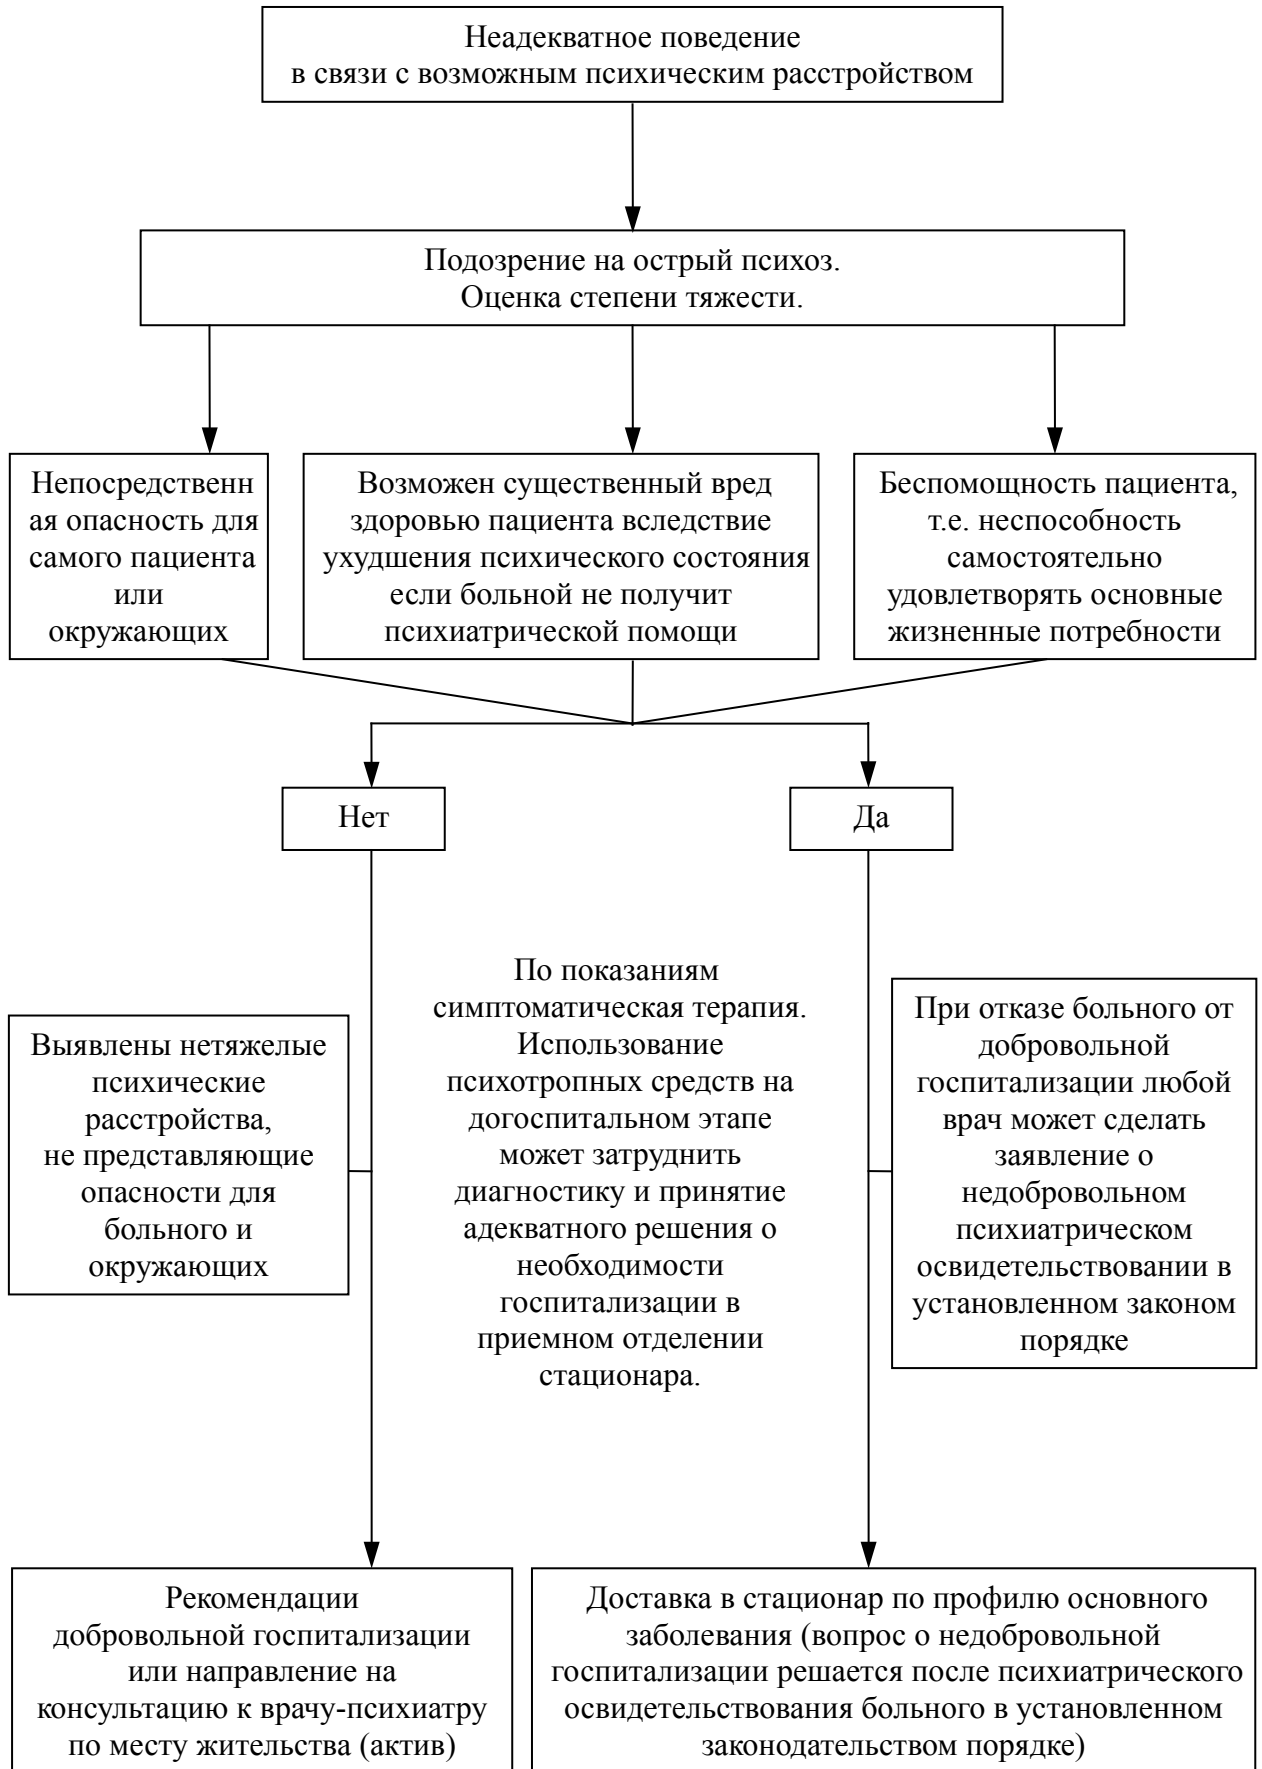 Неадекватное поведение
в связи с возможным психическим расстройством
Подозрение на острый психоз.
Оценка степени тяжести.
Непосредственн
ая опасность для
самого пациента
или
окружающих
Возможен существенный вред
здоровью пациента вследствие
ухудшения психического состояния
если больной не получит
психиатрической помощи
Беспомощность пациента,
т.е. неспособность
самостоятельно
удовлетворять основные
жизненные потребности
Нет
Да
Выявлены нетяжелые
психические
расстройства,
не представляющие
опасности для
больного и
окружающих
По показаниям
симптоматическая терапия.
Использование
психотропных средств на
догоспитальном этапе
может затруднить
диагностику и принятие
адекватного решения о
необходимости
госпитализации в
приемном отделении
стационара.
При отказе больного от
добровольной
госпитализации любой
врач может сделать
заявление о
недобровольном
психиатрическом
освидетельствовании в
установленном законом
порядке
Рекомендации
добровольной госпитализации
или направление на
консультацию к врачу-психиатру
по месту жительства (актив)
Доставка в стационар по профилю основного
заболевания (вопрос о недобровольной
госпитализации решается после психиатрического
освидетельствования больного в установленном
законодательством порядке)